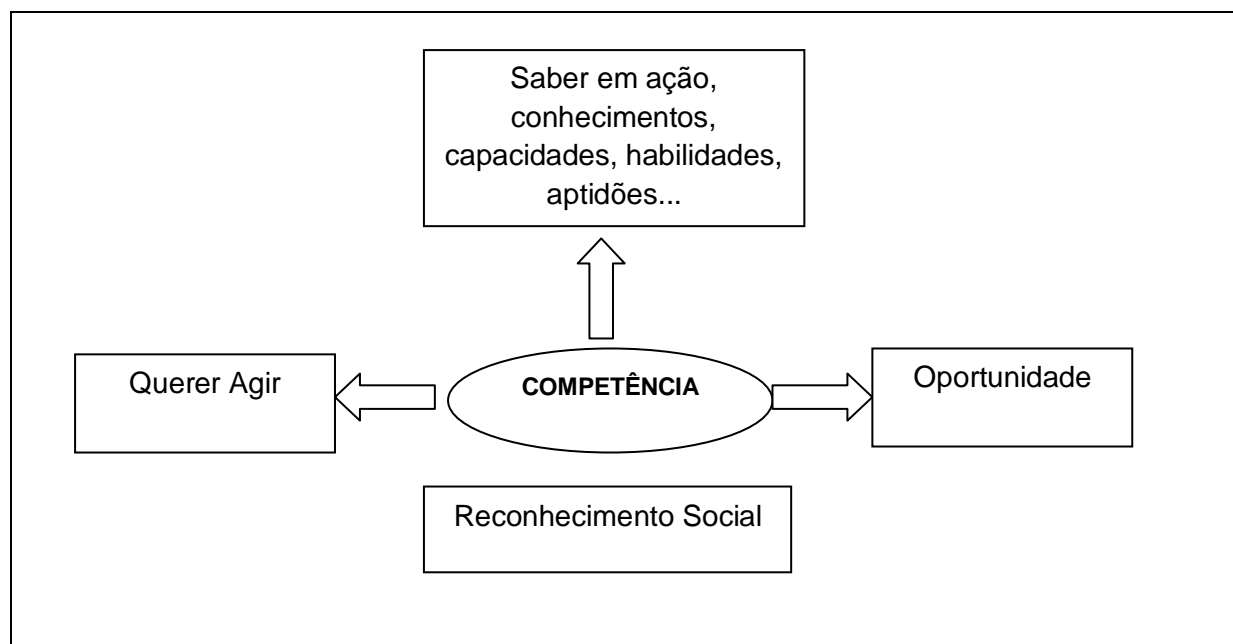 Saber em ação,
conhecimentos,
capacidades, habilidades,
aptidões...
Querer Agir
COMPETÊNCIA
Oportunidade
Reconhecimento Social